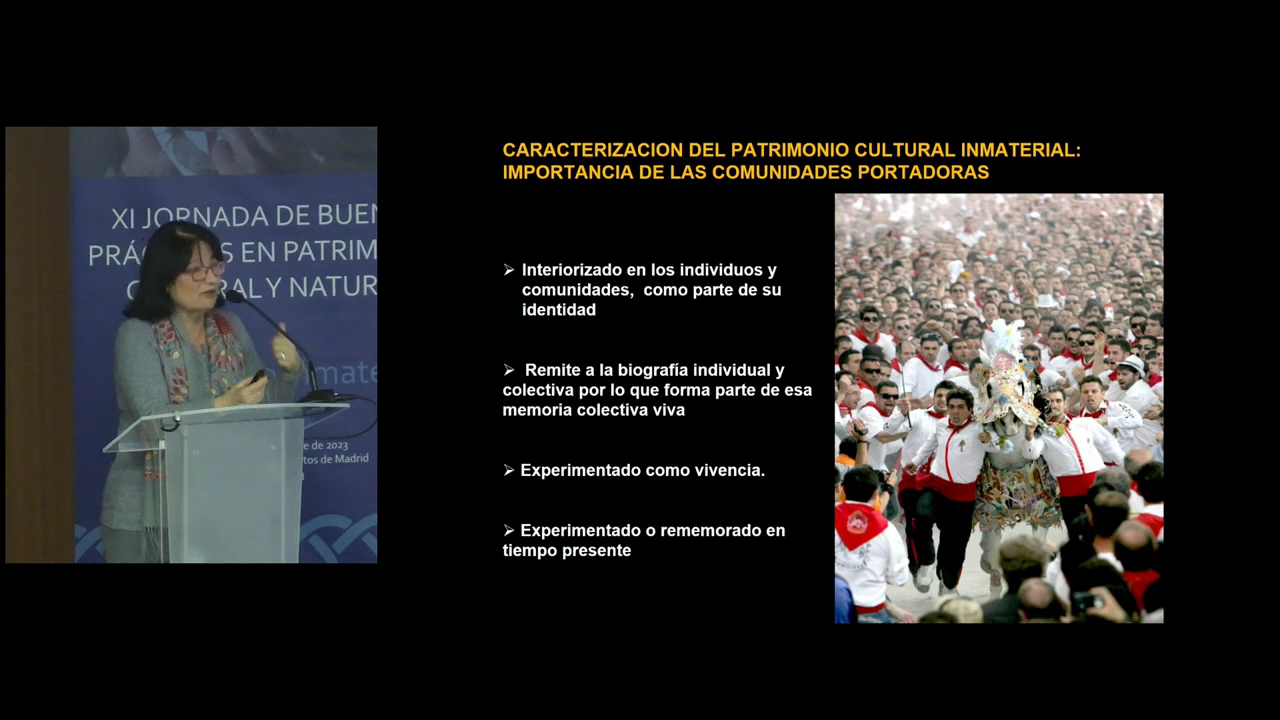 XI JORNADA DE BUEN
PRÁC S EN PATRIM
RAL Y NATUR
nmate
e de 2023
tos de Madrid
CARACTERIZACION DEL PATRIMONIO CULTURAL INMATERIAL:
IMPORTANCIA DE LAS COMUNIDADES PORTADORAS
➢ Interiorizado en los individuos y
comunidades, como parte de su
identidad
➢ Remite a la biografía individual y
colectiva por lo que forma parte de esa
memoria colectiva viva
➢ Experimentado como vivencia.
➢ Experimentado o rememorado en
tiempo presente